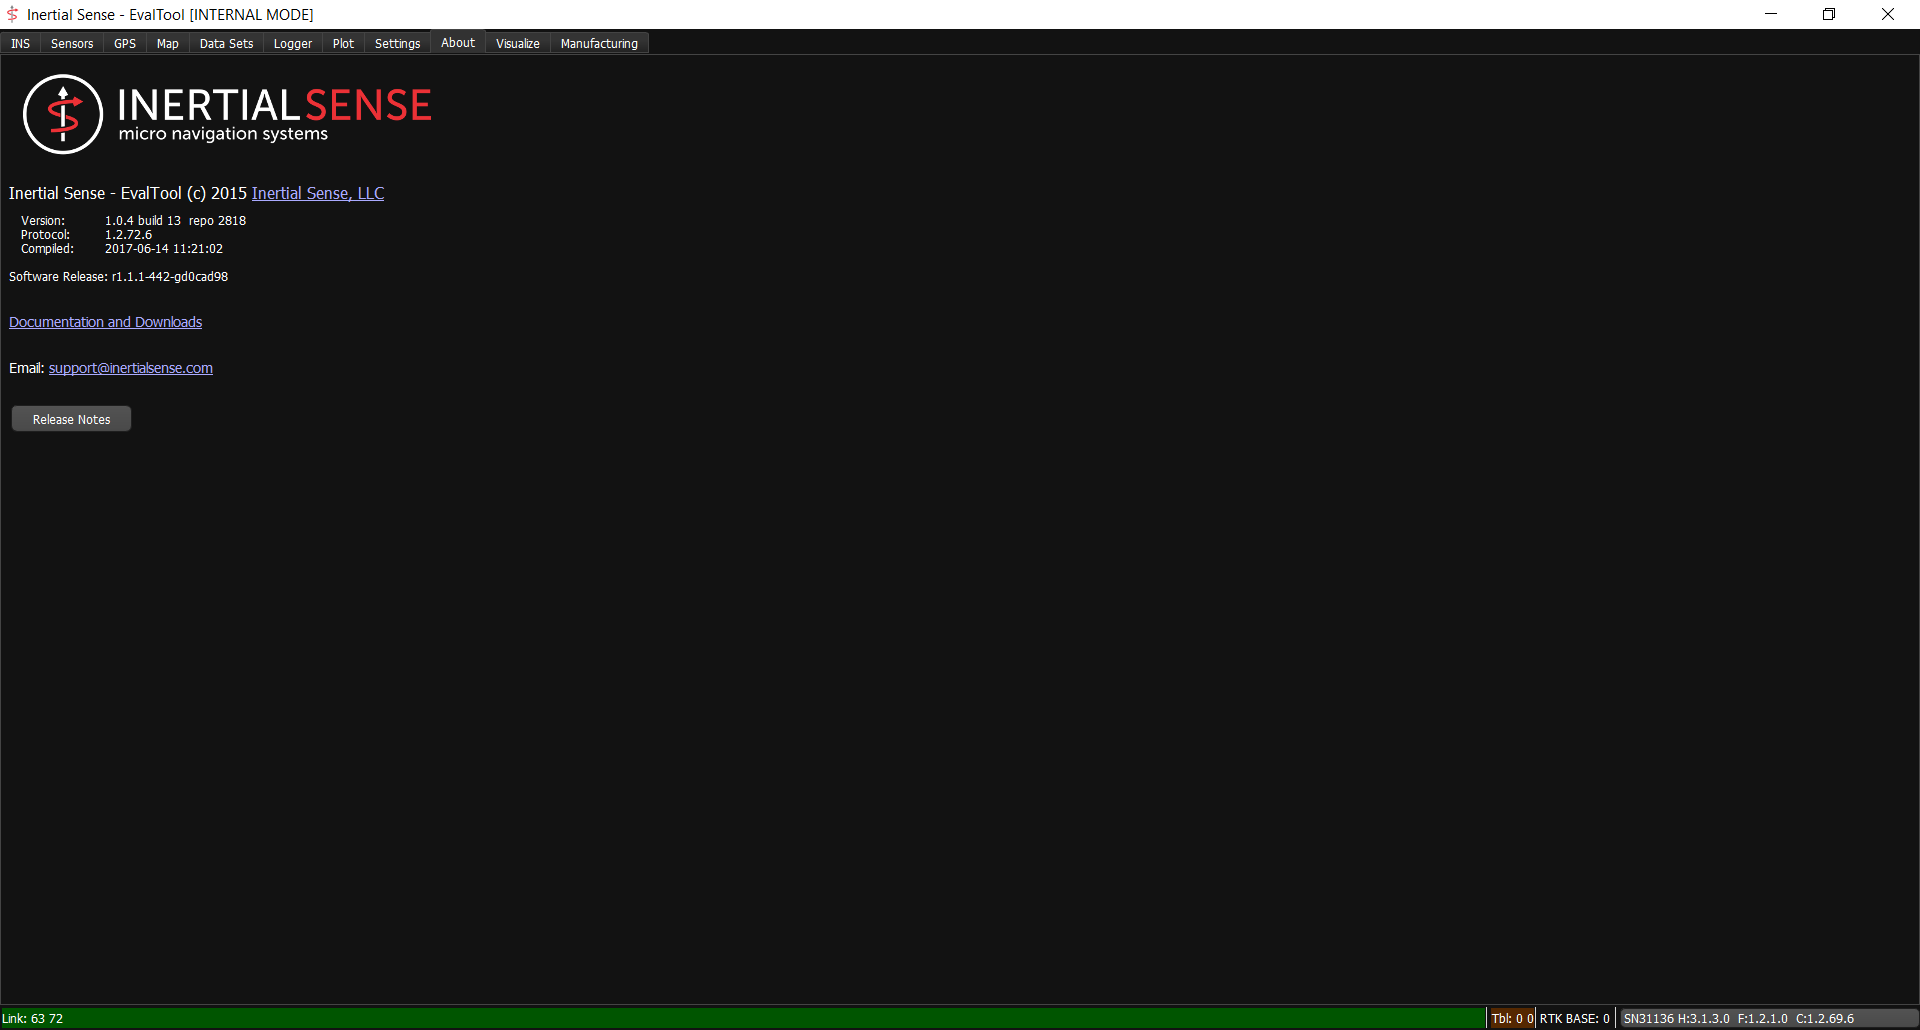 Inertial Sense - EvalTool [INTERNAL MODE]
INS Sensors GPS Map Data Sets Logger Plot Settings About Visualize Manufacturing
INERTIALSENSE
micro navigation systems
Inertial Sense - EvalTool (c) 2015 Inertial Sense, LLC
Version: 1.0.4 build 13 repo 2818
Protocol: 1.2.72.6
Compiled: 2017-06-14 11:21:02
Software Release: r1.1.1-442-gd0cad98
Documentation and Downloads
Email: support@inertialsense.com
Release Notes
Link: 63 72 Tbl: 0 0 RTK BASE: 0 SN31136 H:3.1.3.0 F:1.2.1.0 C:1.2.69.6